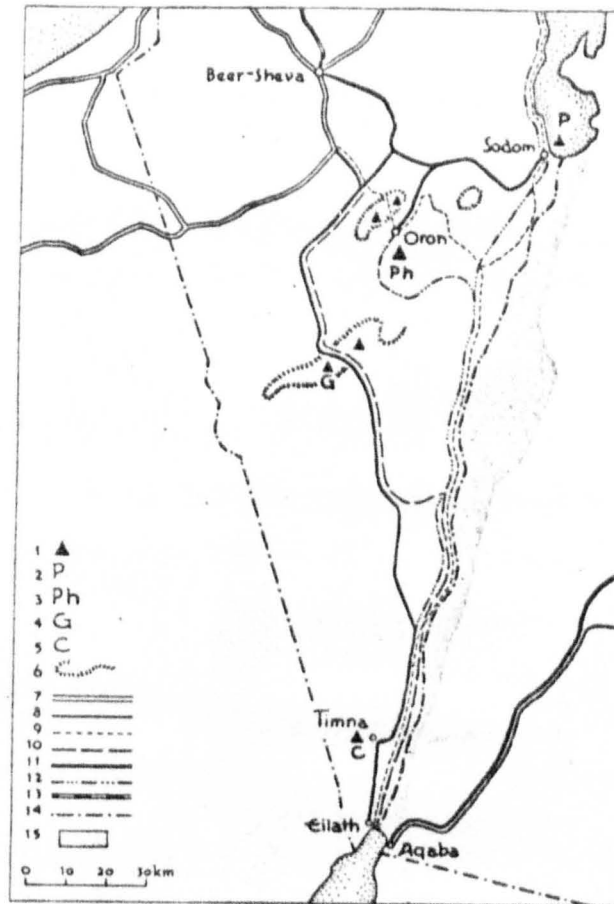 Beer-Sheva
P
Sodom
Oron
Ph
G
1
2 P
3 Ph
4 G
5 C
6
7
8
9
10
11
12
13
14
15
Timna
C
Eilath
Aqaba
0 10 20 30km